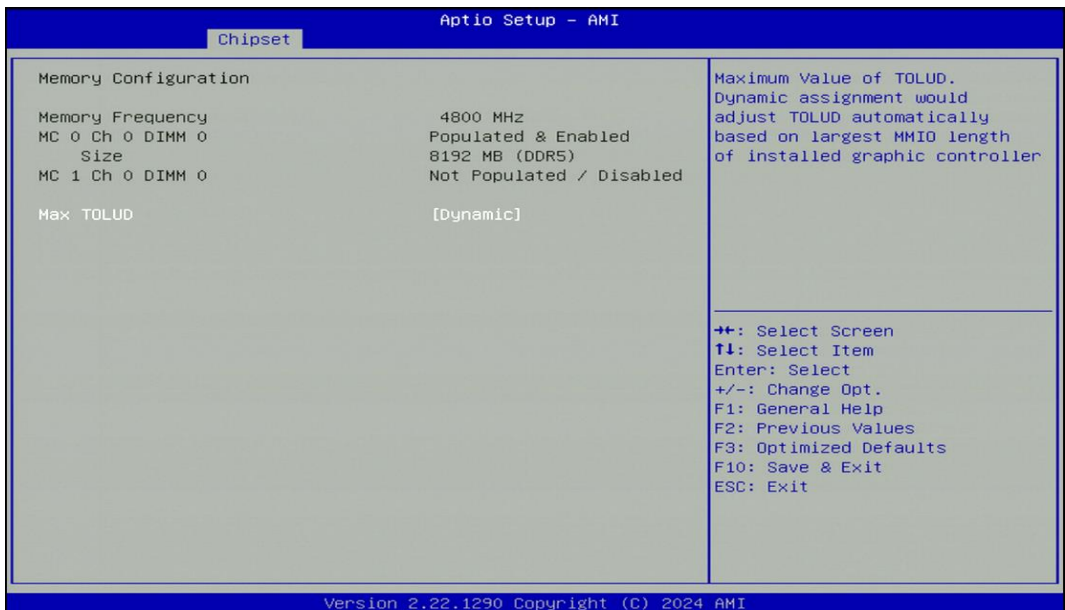 Aptio Setup – AMI
Chipset
Memory Configuration
Memory Frequency 4800 MHz
MC 0 Ch 0 DIMM 0 Populated & Enabled
Size 8192 MB (DDR5)
MC 1 Ch 0 DIMM 0 Not Populated / Disabled
Max TOLUD [Dynamic]
Maximum Value of TOLUD.
Dynamic assignment would
adjust TOLUD automatically
based on largest MMIO length
of installed graphic controller
→←: Select Screen
↑↓: Select Item
Enter: Select
+/-: Change Opt.
F1: General Help
F2: Previous Values
F3: Optimized Defaults
F10: Save & Exit
ESC: Exit
Version 2.22.1290 Copyright (C) 2024 AMI